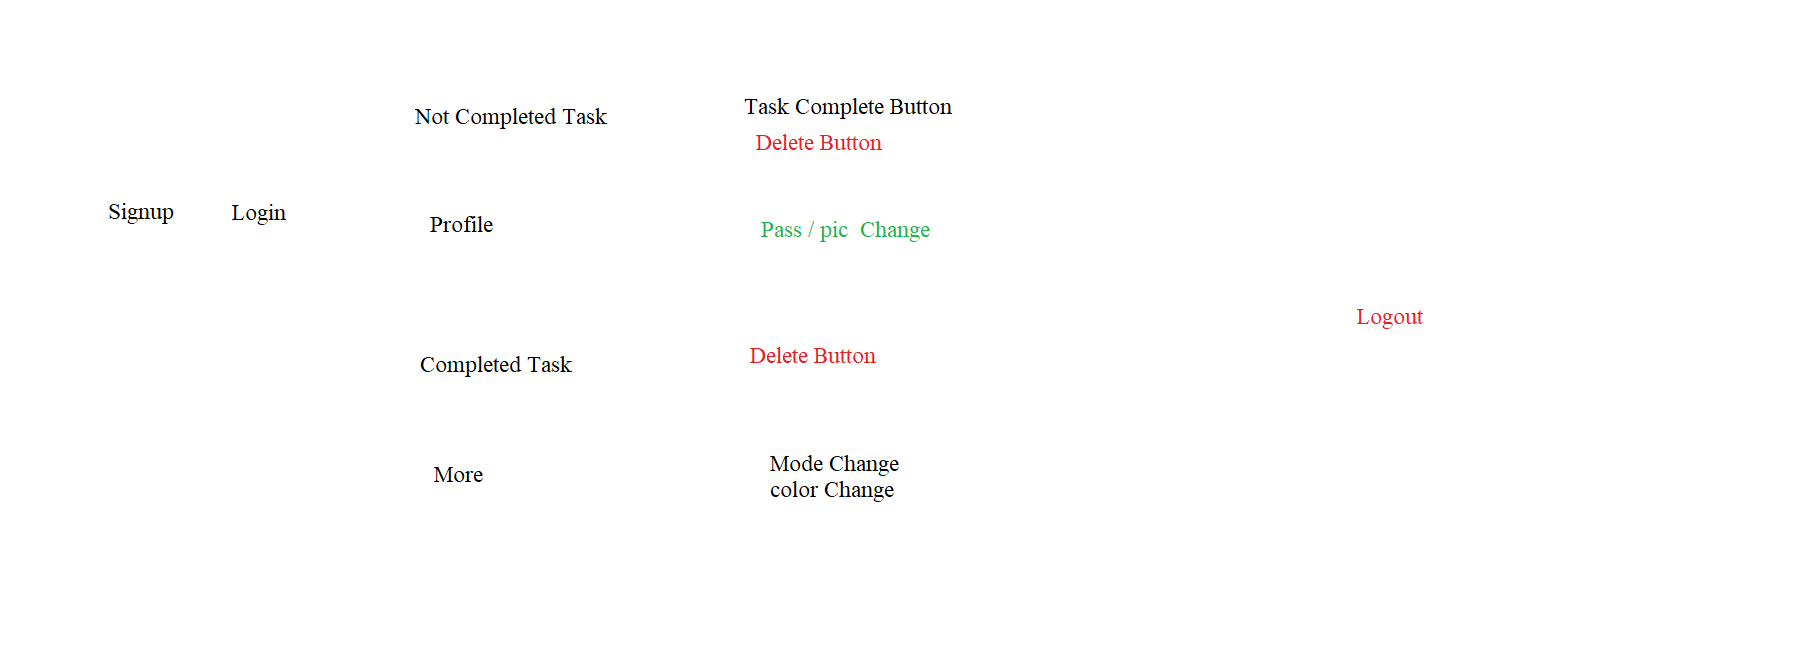 Signup
Login
Not Completed Task
Profile
Completed Task
More
Task Complete Button
Delete Button
Pass / pic  Change
Delete Button
Mode Change
color Change
Logout